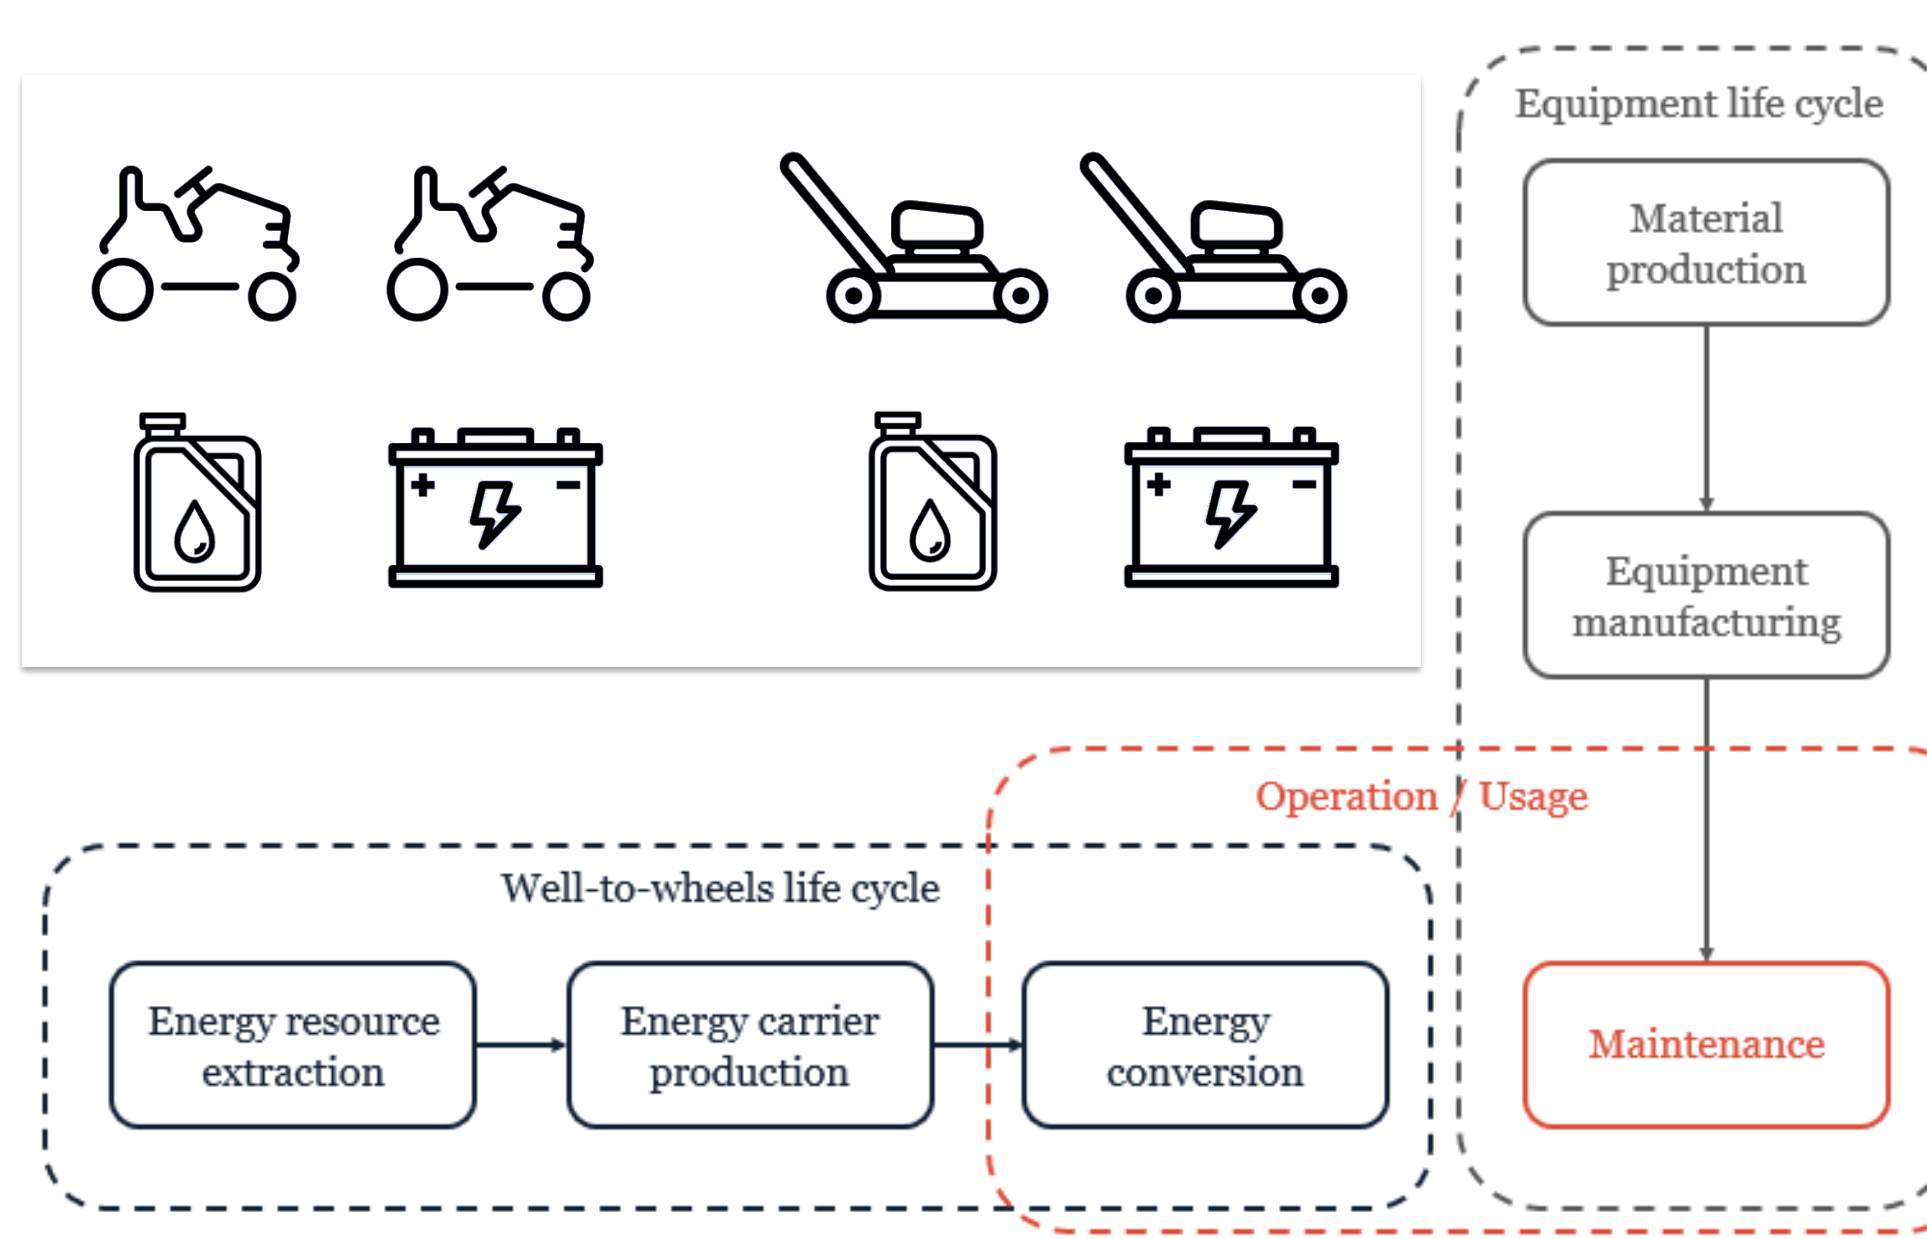 Equipment life cycle
Material
production
Equipment
manufacturing
Operation / Usage
Well-to-wheels life cycle
Energy resource
extraction
Energy carrier
production
Energy
conversion
Maintenance